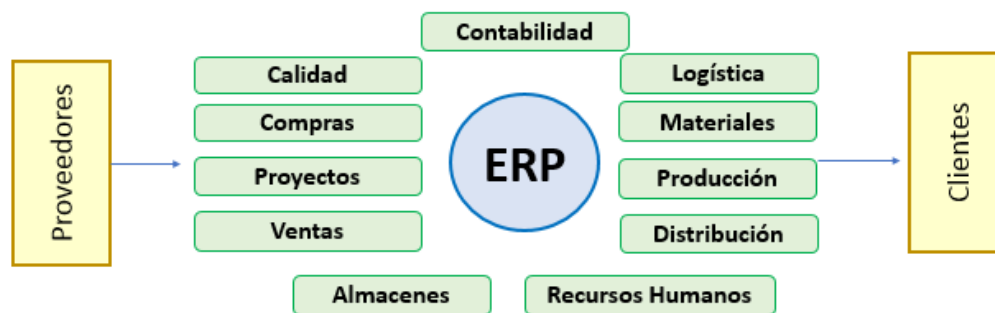 Contabilidad
Proveedores
Calidad
Compras
Proyectos
Ventas
ERP
Logística
Materiales
Producción
Distribución
Clientes
Almacenes
Recursos Humanos